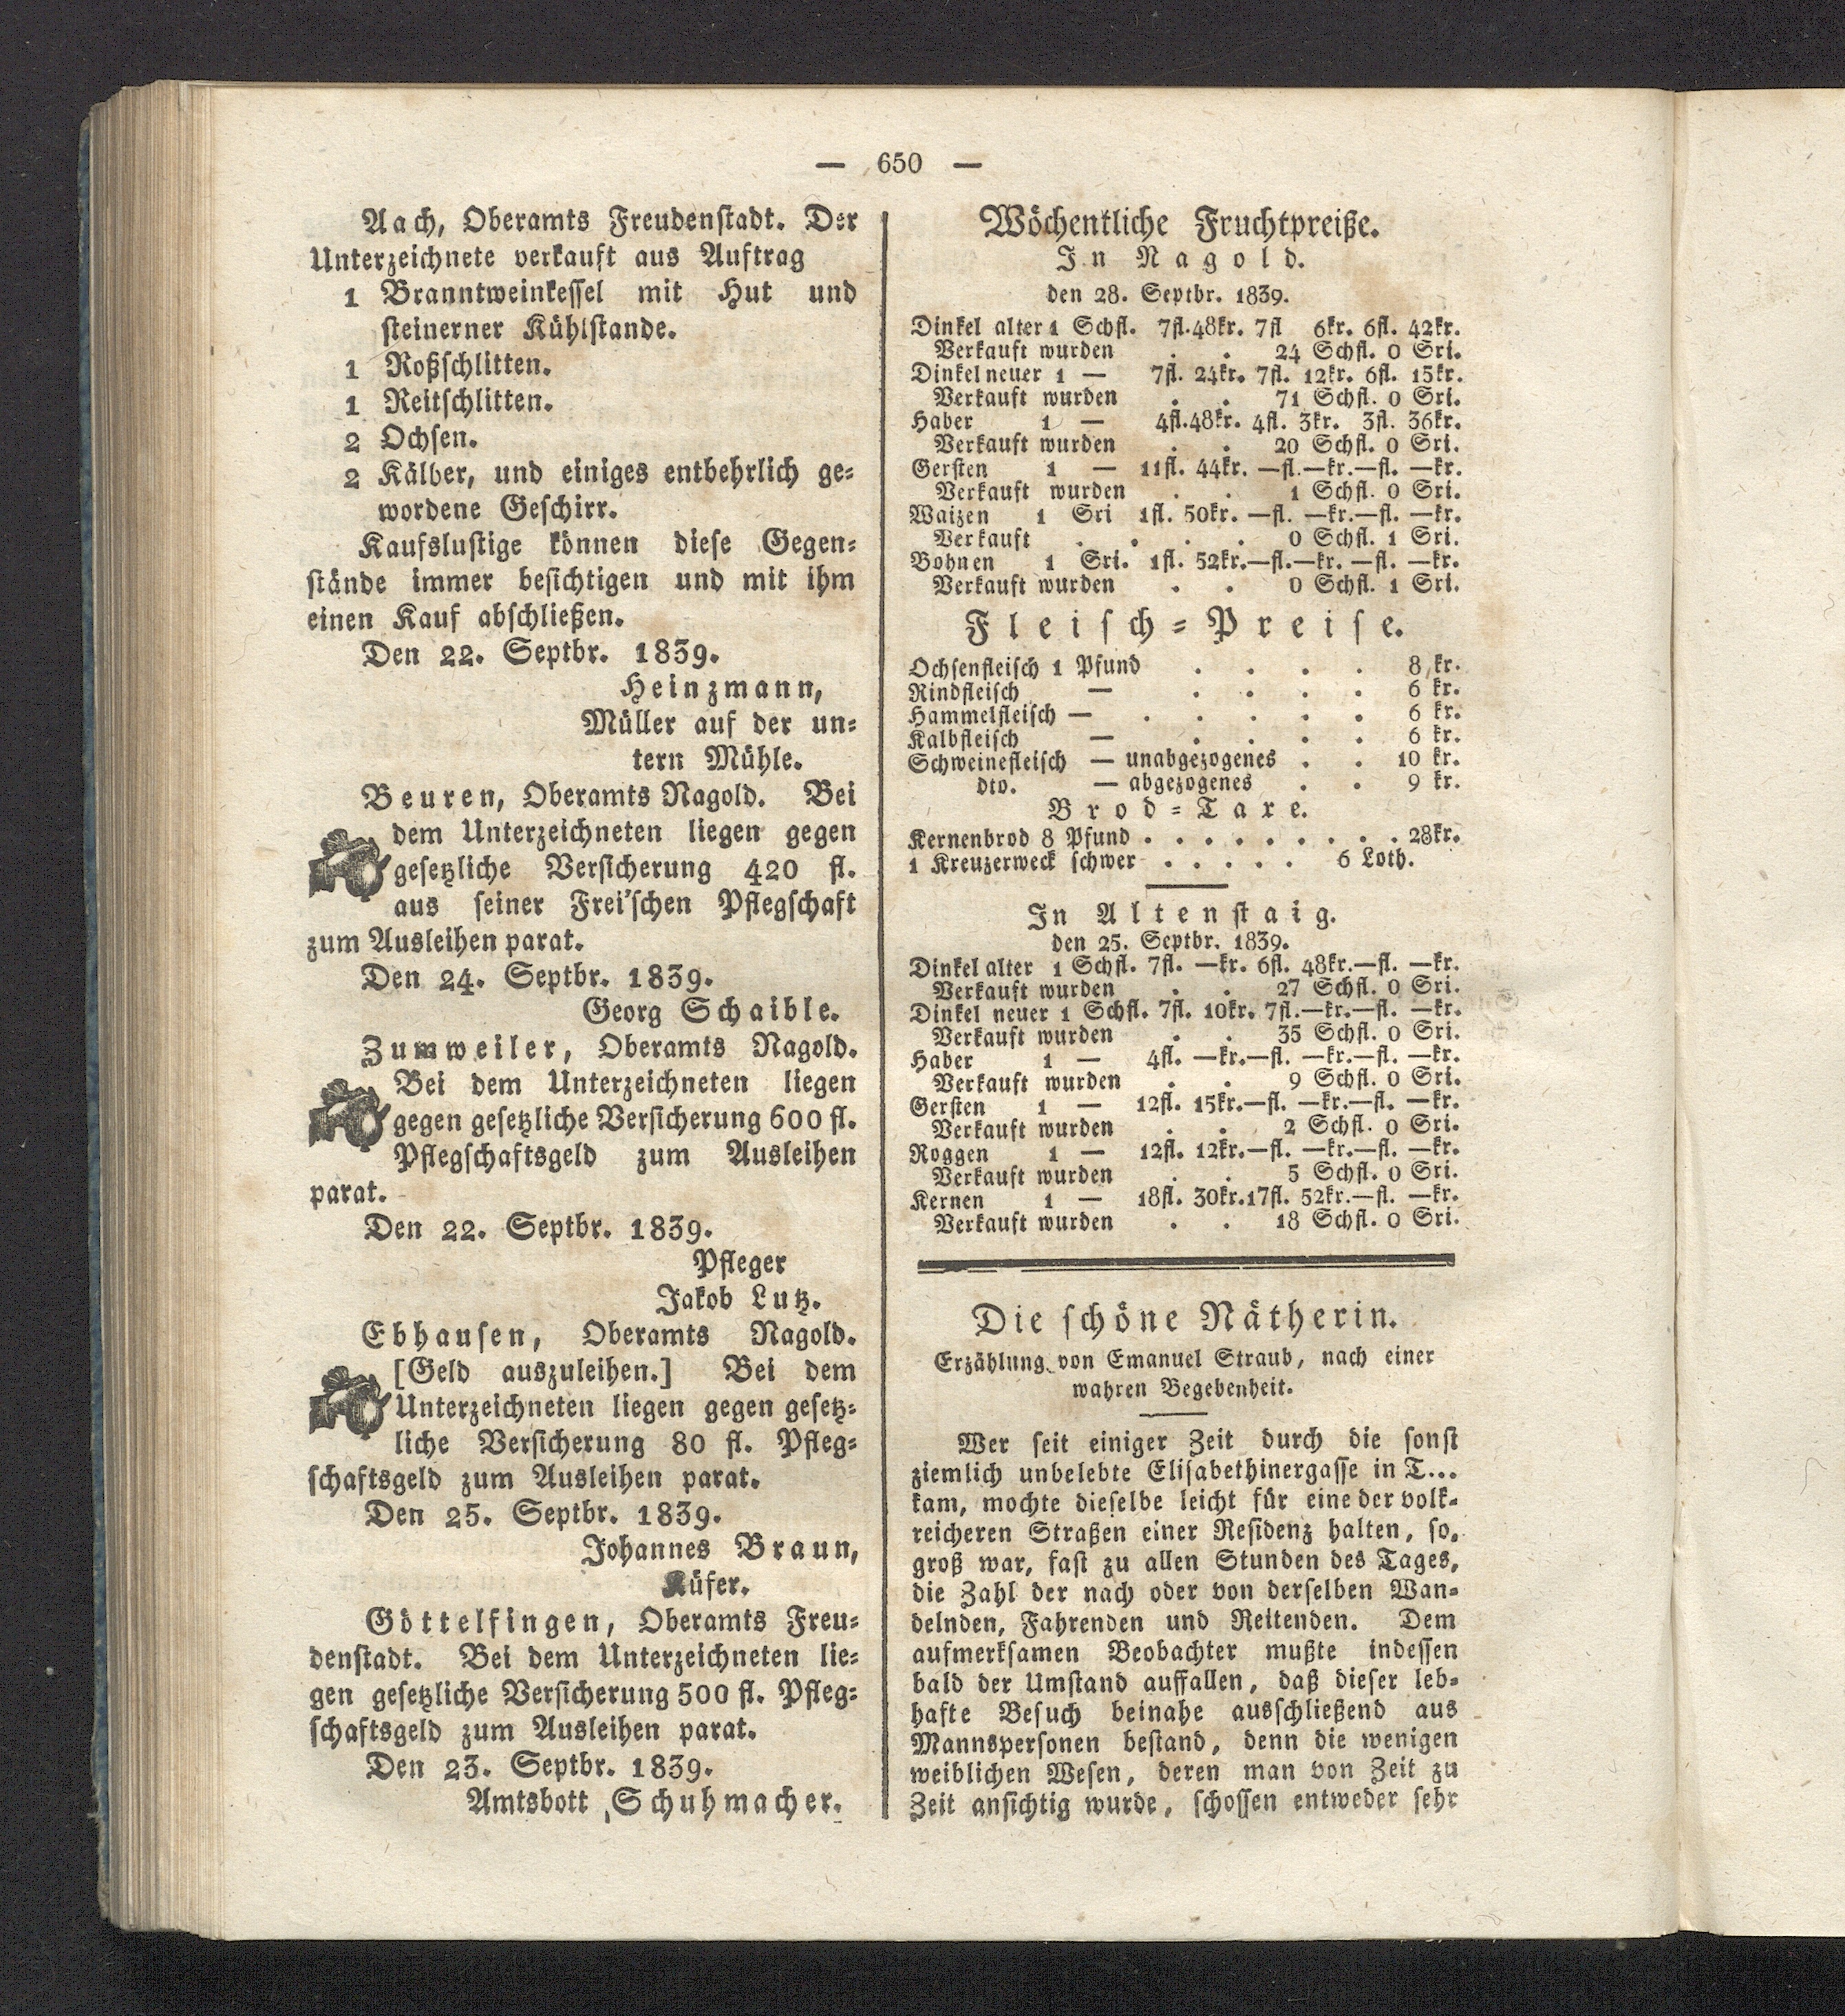 — 650 —
Aach, Oberamts Freudenstadt. Der
Unterzeichnete verkauft aus Auftrag
1 Branntweinkessel mit Hut und
steinerner Kühlstande.
1 Roßschlitten.
1 Reitschlitten.
2 Ochsen.
2 Kälber, und einiges entbehrlich ge-
wordene Geschirr.
Kaufslustige können diese Gegen-
stände immer besichtigen und mit ihm
einen Kauf abschließen.
Den 22. Septbr. 1839.
Heinzmann,
Müller auf der un-
tern Mühle.
Beuren, Oberamts Nagold. Bei
dem Unterzeichneten liegen gegen
gesetzliche Versicherung 420 fl.
aus seiner Frei'schen Pflegschaft
zum Ausleihen parat.
Den 24. Septbr. 1839.
Georg Schaible.
Zumweiler, Oberamts Nagold.
Bei dem Unterzeichneten liegen
gegen gesetzliche Versicherung 600 fl.
Pflegschaftsgeld zum Ausleihen
parat.
Den 22. Septbr. 1839.
Pfleger
Jakob Lutz.
Ebhausen, Oberamts Nagold.
[Geld auszuleihen.] Bei dem
Unterzeichneten liegen gegen gesetz-
liche Versicherung 80 fl. Pfleg-
schaftsgeld zum Ausleihen parat.
Den 25. Septbr. 1839.
Johannes Braun,
Küfer.
Göttelfingen, Oberamts Freu-
denstadt. Bei dem Unterzeichneten lie-
gen gesetzliche Versicherung 500 fl. Pfleg-
schaftsgeld zum Ausleihen parat.
Den 23. Septbr. 1839.
Amtsbott Schuhmacher.
Wöchentliche Fruchtpreiße.
In Nagold.
den 28. Septbr. 1839.
Dinkel alter 1 Schfl. 7fl. 48kr. 7fl 6kr. 6fl. 42kr.
Verkauft wurden . . 24 Schfl. 0 Sri.
Dinkel neuer 1 — 7fl. 24kr. 7fl. 12kr. 6fl. 15kr.
Verkauft wurden . . 71 Schfl. 0 Sri.
Haber 1 — 4fl. 48kr. 4fl. 3kr. 3fl. 36kr.
Verkauft wurden . . 20 Schfl. 0 Sri.
Gersten 1 — 11fl. 44kr. —fl.—kr.—fl. —kr.
Verkauft wurden . . 1 Schfl. 0 Sri.
Waizen 1 Sri 1fl. 50kr. —fl. —kr.—fl. —kr.
Verkauft . . . . 0 Schfl. 1 Sri.
Bohnen 1 Sri. 1fl. 52kr.—fl.—kr. —fl. —kr.
Verkauft wurden . . 0 Schfl. 1 Sri.
Fleisch-Preise.
Ochsenfleisch 1 Pfund . . . . 8 kr.
Rindfleisch — . . . . 6 kr.
Hammelfleisch — . . . . . 6 kr.
Kalbfleisch — . . . . 6 kr.
Schweinefleisch — unabgezogenes . . 10 kr.
dto. — abgezogenes . . 9 kr.
Brod-Taxe.
Kernenbrod 8 Pfund . . . . . . . . . . 28kr.
1 Kreuzerweck schwer . . . . . 6 Loth.
In Altenstaig.
den 25. Septbr. 1839.
Dinkel alter 1 Schfl. 7fl. —kr. 6fl. 48kr.—fl. —kr.
Verkauft wurden . . 27 Schfl. 0 Sri.
Dinkel neuer 1 Schfl. 7fl. 10kr. 7fl.—kr.—fl. —kr.
Verkauft wurden . . 35 Schfl. 0 Sri.
Haber 1 — 4fl. —kr.—fl. —kr.—fl. —kr.
Verkauft wurden . . 9 Schfl. 0 Sri.
Gersten 1 — 12fl. 15kr.—fl. —kr.—fl. —kr.
Verkauft wurden . . 2 Schfl. 0 Sri.
Roggen 1 — 12fl. 12kr.—fl. —kr.—fl. —kr.
Verkauft wurden . . 5 Schfl. 0 Sri.
Kernen 1 — 18fl. 30kr. 17fl. 52kr.—fl. —kr.
Verkauft wurden . . 18 Schfl. 0 Sri.
Die schöne Nätherin.
Erzählung von Emanuel Straub, nach einer
wahren Begebenheit.
Wer seit einiger Zeit durch die sonst
ziemlich unbelebte Elisabethinergasse in T...
kam, mochte dieselbe leicht für eine der volk-
reicheren Straßen einer Residenz halten, so
groß war, fast zu allen Stunden des Tages,
die Zahl der nach oder von derselben Wan-
delnden, Fahrenden und Reitenden. Dem
aufmerksamen Beobachter mußte indessen
bald der Umstand auffallen, daß dieser leb-
hafte Besuch beinahe ausschließend aus
Mannspersonen bestand, denn die wenigen
weiblichen Wesen, deren man von Zeit zu
Zeit ansichtig wurde, schossen entweder sehr